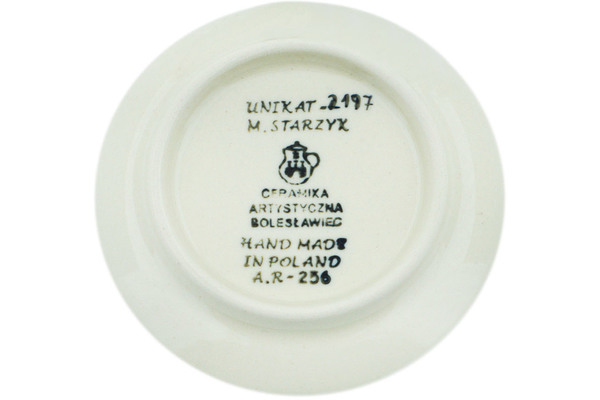 UNIKAT-2197
M.STARZYK
CERAMIKA
ARTYSTYCZNA
BOLESŁAWIEC
HAND MADE
IN POLAND
A.R-256